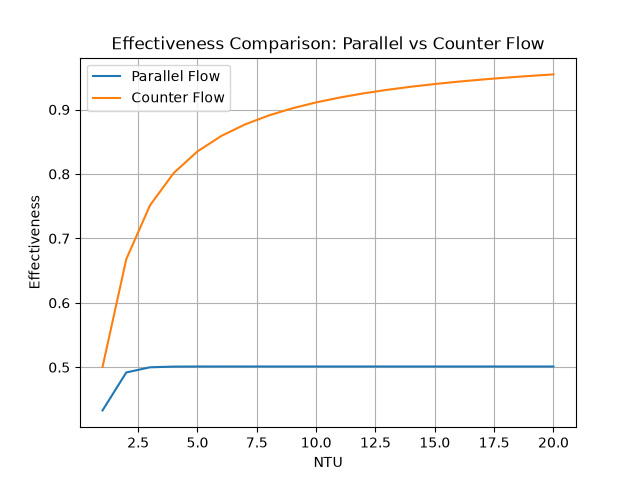 Effectiveness Comparison: Parallel vs Counter Flow
Parallel Flow
Counter Flow
Effectiveness
0.9
0.8
0.7
0.6
0.5
2.5 5.0 7.5 10.0 12.5 15.0 17.5 20.0
NTU